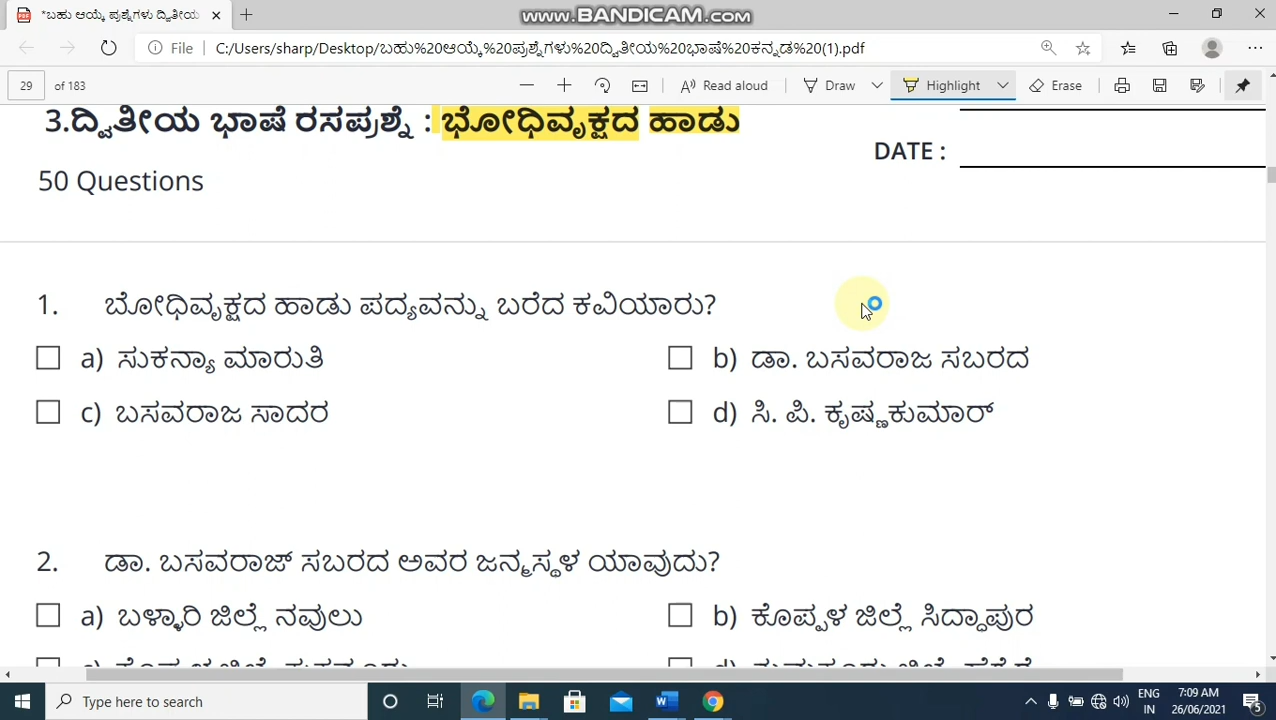 *ಬಹು ಆಯ್ಕೆ ಪ್ರಶ್ನೆಗಳು ದ್ವಿತೀಯ
www.BANDICAM.com
File C:/Users/sharp/Desktop/ಬಹು%20ಆಯ್ಕೆ%20ಪ್ರಶ್ನೆಗಳು%20ದ್ವಿತೀಯ%20ಭಾಷೆ%20ಕನ್ನಡ%20(1).pdf
29 of 183 Read aloud Draw Highlight Erase
3.ದ್ವಿತೀಯ ಭಾಷೆ ರಸಪ್ರಶ್ನೆ : ಭೋಧಿವೃಕ್ಷದ ಹಾಡು
DATE :
50 Questions
1. ಬೋಧಿವೃಕ್ಷದ ಹಾಡು ಪದ್ಯವನ್ನು ಬರೆದ ಕವಿಯಾರು?
a) ಸುಕನ್ಯಾ ಮಾರುತಿ b) ಡಾ. ಬಸವರಾಜ ಸಬರದ
c) ಬಸವರಾಜ ಸಾದರ d) ಸಿ. ಪಿ. ಕೃಷ್ಣಕುಮಾರ್
2. ಡಾ. ಬಸವರಾಜ್ ಸಬರದ ಅವರ ಜನ್ಮಸ್ಥಳ ಯಾವುದು?
a) ಬಳ್ಳಾರಿ ಜಿಲ್ಲೆ ನವುಲು b) ಕೊಪ್ಪಳ ಜಿಲ್ಲೆ ಸಿದ್ಧಾಪುರ
Type here to search
ENG
IN
7:09 AM
26/06/2021
5